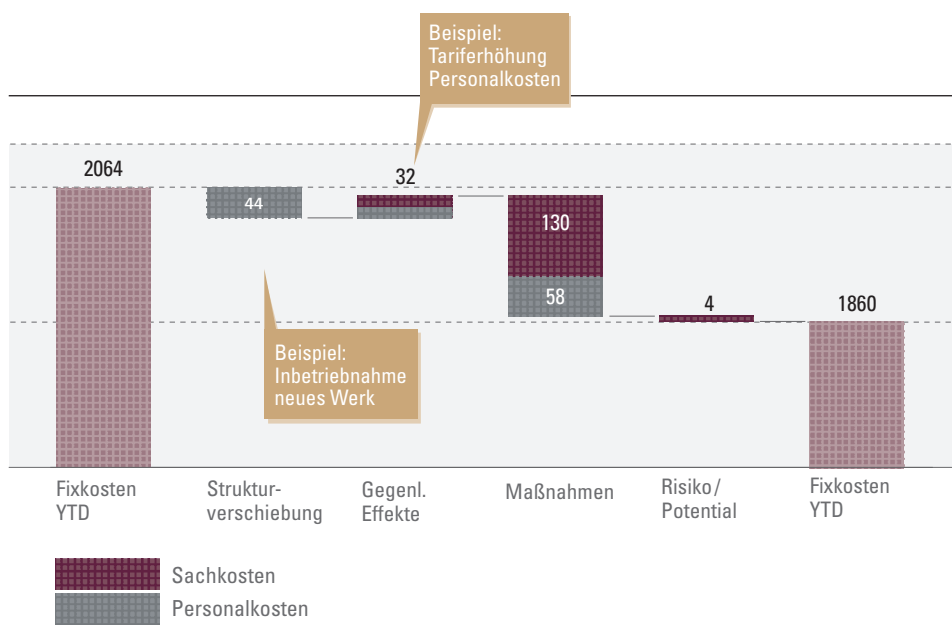 Beispiel:
Tariferhöhung
Personalkosten
2064
44
32
130
58
4
1860
Beispiel:
Inbetriebnahme
neues Werk
Fixkosten
YTD
Struktur-
verschiebung
Gegenl.
Effekte
Maßnahmen
Risiko/
Potential
Fixkosten
YTD
Sachkosten
Personalkosten